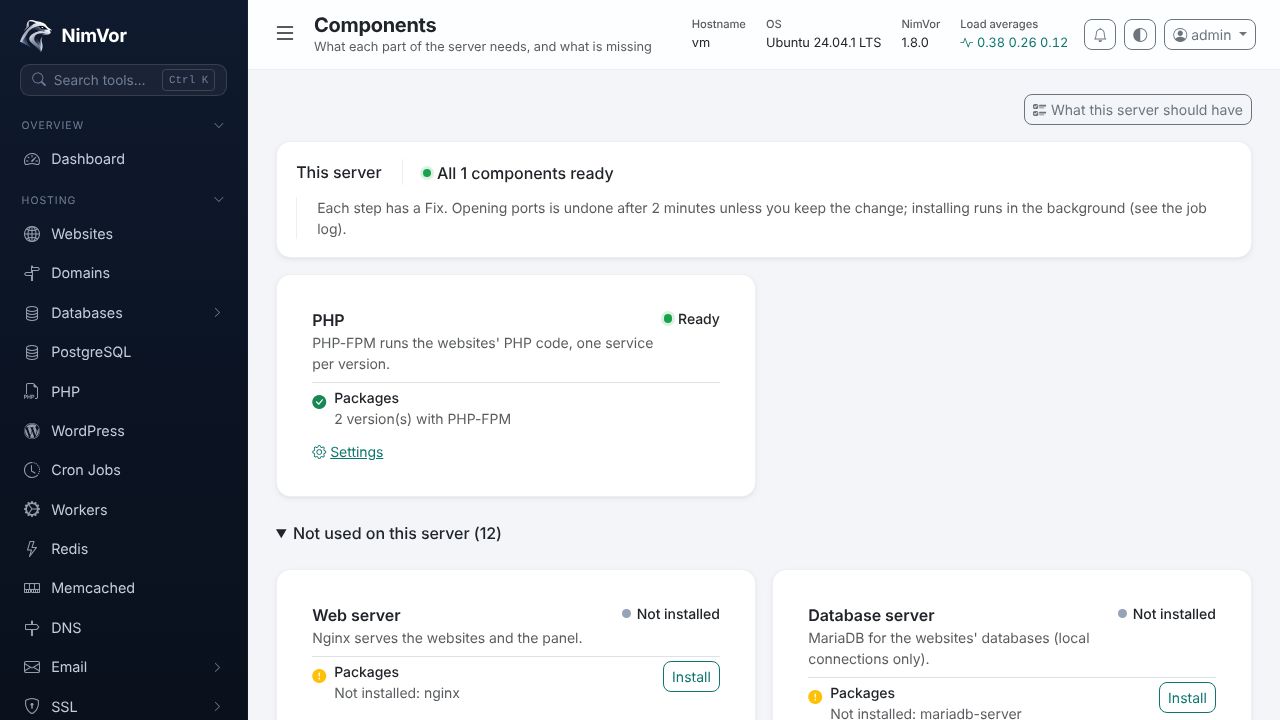 NimVor
Search tools...
Ctrl K
OVERVIEW
Dashboard
HOSTING
Websites
Domains
Databases
PostgreSQL
PHP
WordPress
Cron Jobs
Workers
Redis
Memcached
DNS
Email
SSL
Components
What each part of the server needs, and what is missing
Hostname
vm
OS
Ubuntu 24.04.1 LTS
NimVor
1.8.0
Load averages
0.38 0.26 0.12
admin
What this server should have
This server
All 1 components ready
Each step has a Fix. Opening ports is undone after 2 minutes unless you keep the change; installing runs in the background (see the job
log).
PHP
Ready
PHP-FPM runs the websites' PHP code, one service
per version.
Packages
2 version(s) with PHP-FPM
Settings
Not used on this server (12)
Web server
Not installed
Nginx serves the websites and the panel.
Packages
Not installed: nginx
Install
Database server
Not installed
MariaDB for the websites' databases (local
connections only).
Packages
Not installed: mariadb-server
Install